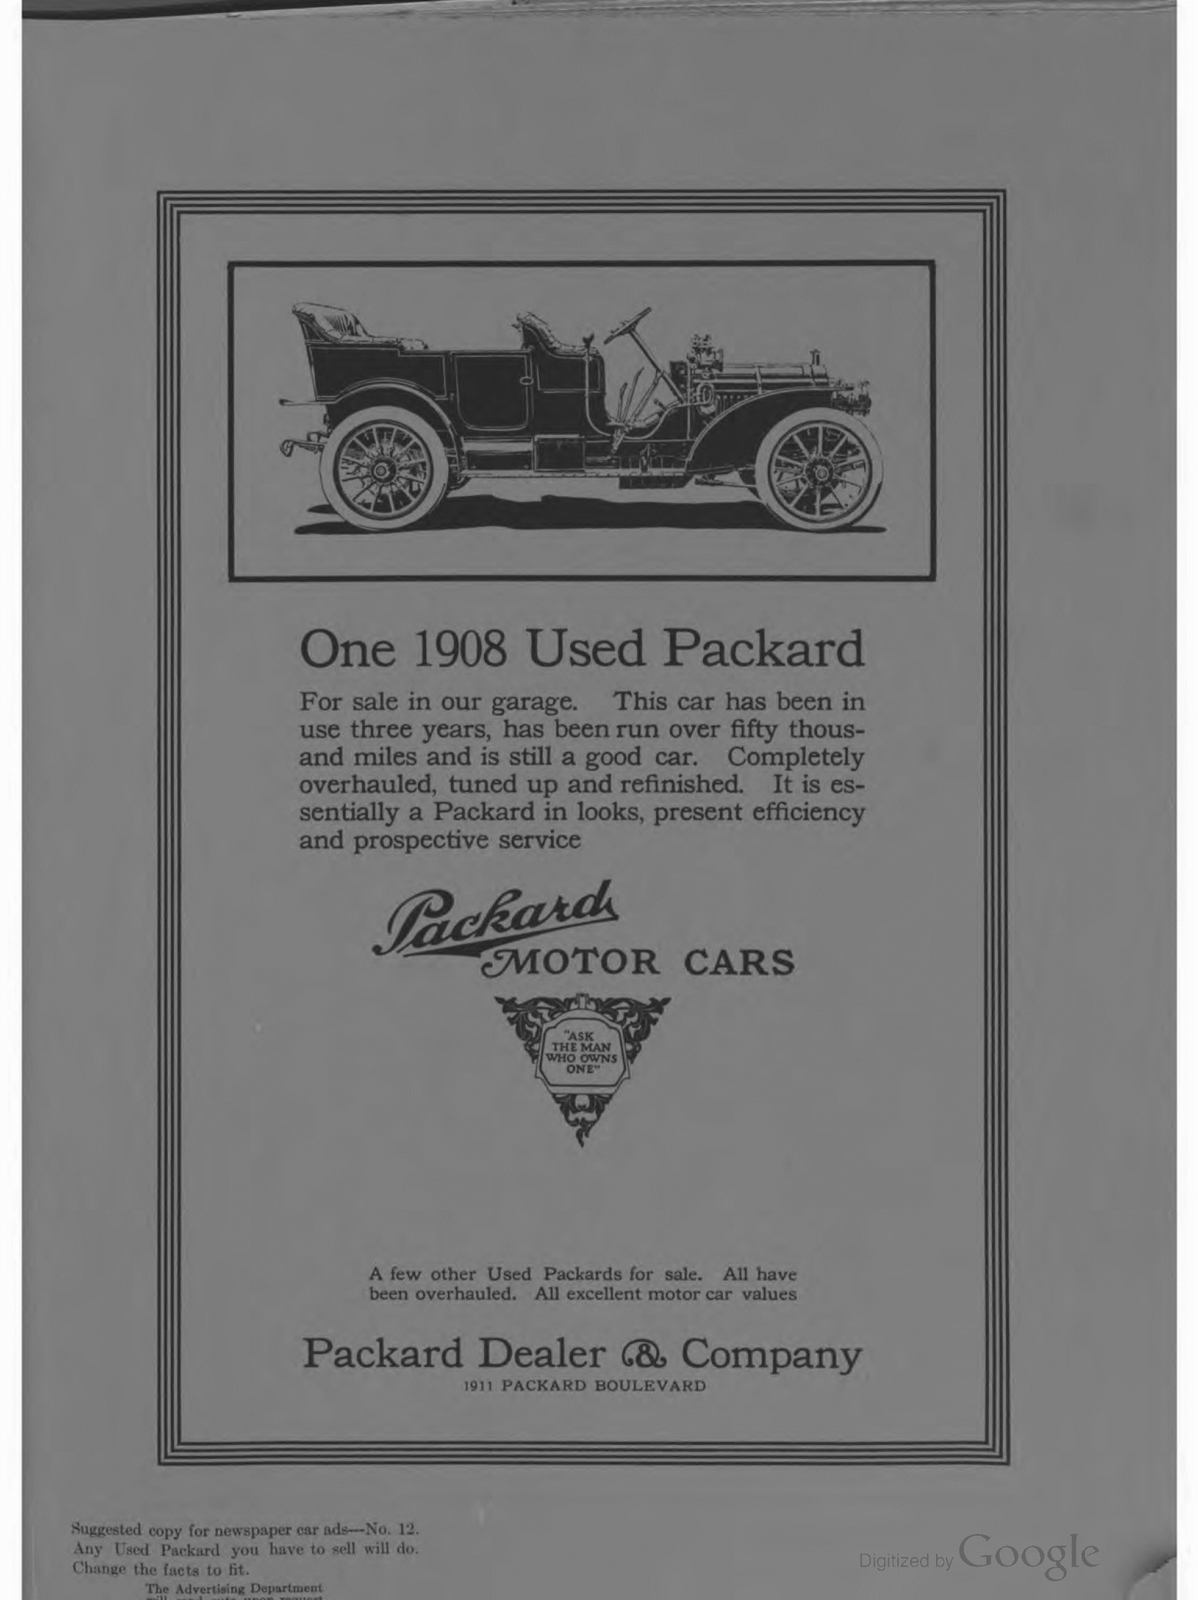 One 1908 Used Packard
For sale in our garage. This car has been in
use three years, has been run over fifty thous-
and miles and is still a good car. Completely
overhauled, tuned up and refinished. It is es-
sentially a Packard in looks, present efficiency
and prospective service
Packard
MOTOR CARS
"ASK
THE MAN
WHO OWNS
ONE"
A few other Used Packards for sale. All have
been overhauled. All excellent motor car values
Packard Dealer & Company
1911 PACKARD BOULEVARD
Suggested copy for newspaper car ads—No. 12.
Any Used Packard you have to sell will do.
Change the facts to fit.
The Advertising Department
Digitized by Google